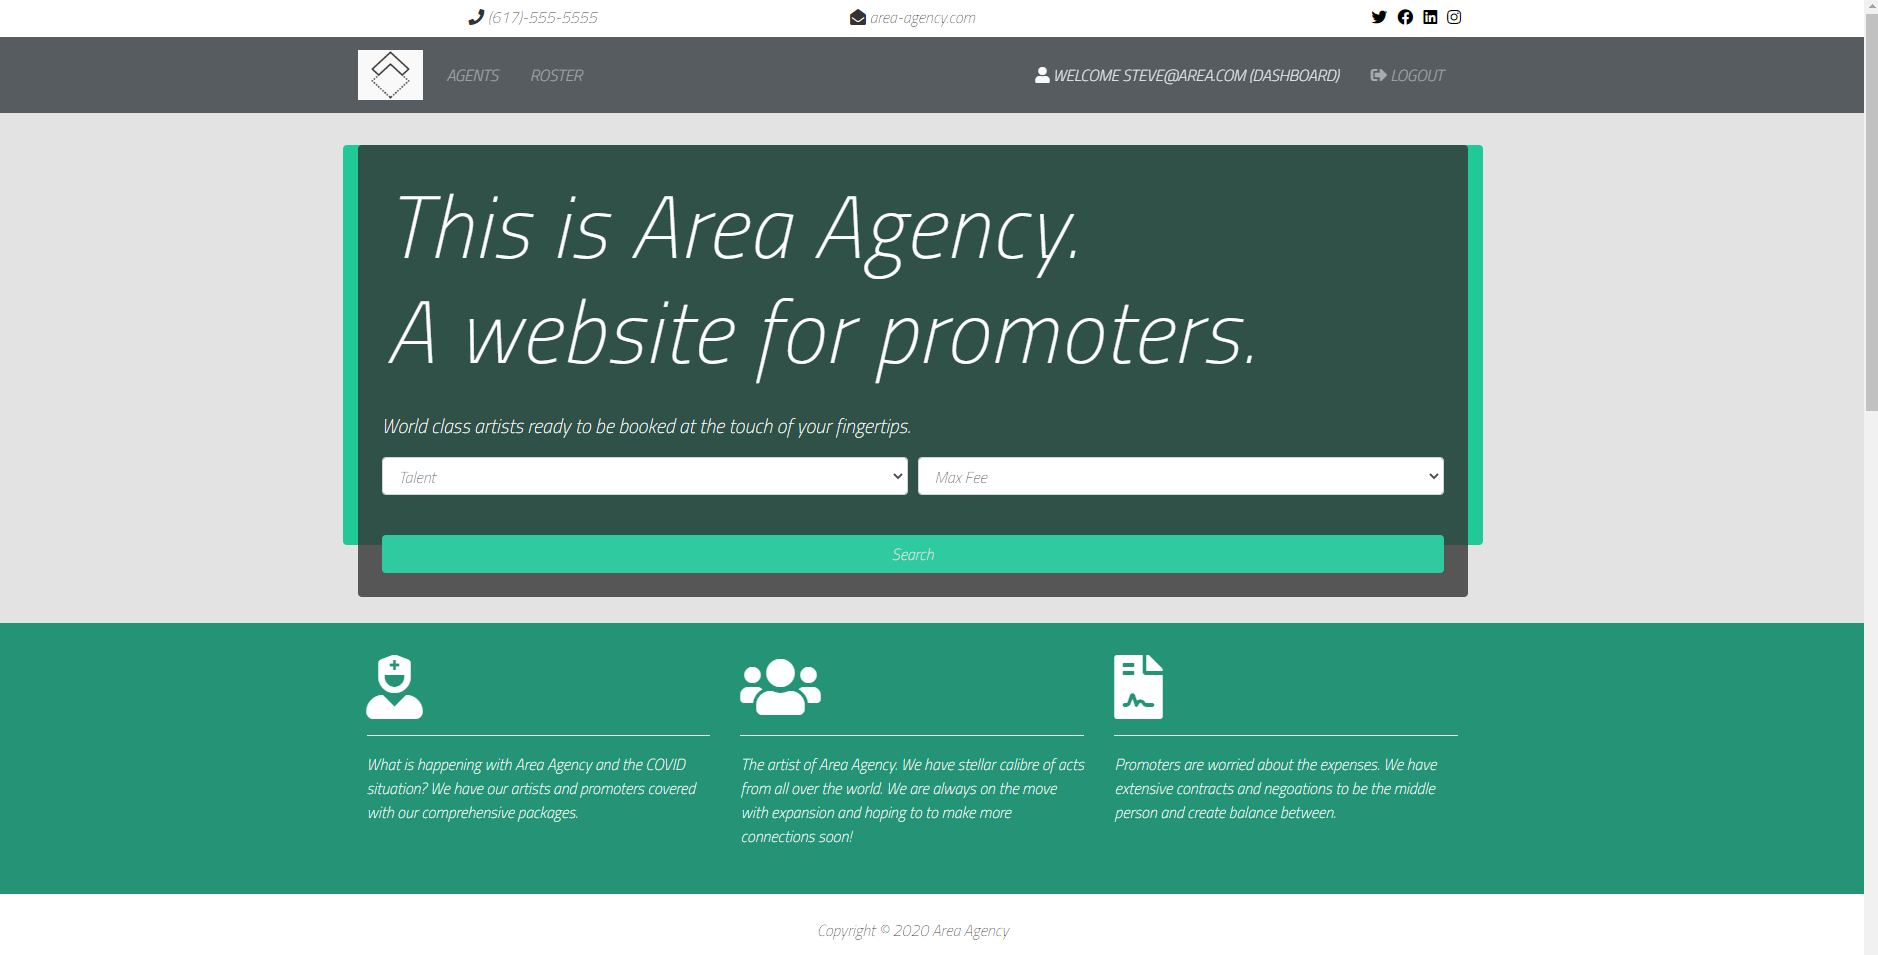 (617)-555-5555
area-agency.com
AGENTS
ROSTER
WELCOME STEVE@AREA.COM (DASHBOARD)
LOGOUT
This is Area Agency.
A website for promoters.
World class artists ready to be booked at the touch of your fingertips.
Talent
Max Fee
Search
What is happening with Area Agency and the COVID
situation? We have our artists and promoters covered
with our comprehensive packages.
The artist of Area Agency. We have stellar calibre of acts
from all over the world. We are always on the move
with expansion and hoping to to make more
connections soon!
Promoters are worried about the expenses. We have
extensive contracts and negoations to be the middle
person and create balance between.
Copyright © 2020 Area Agency